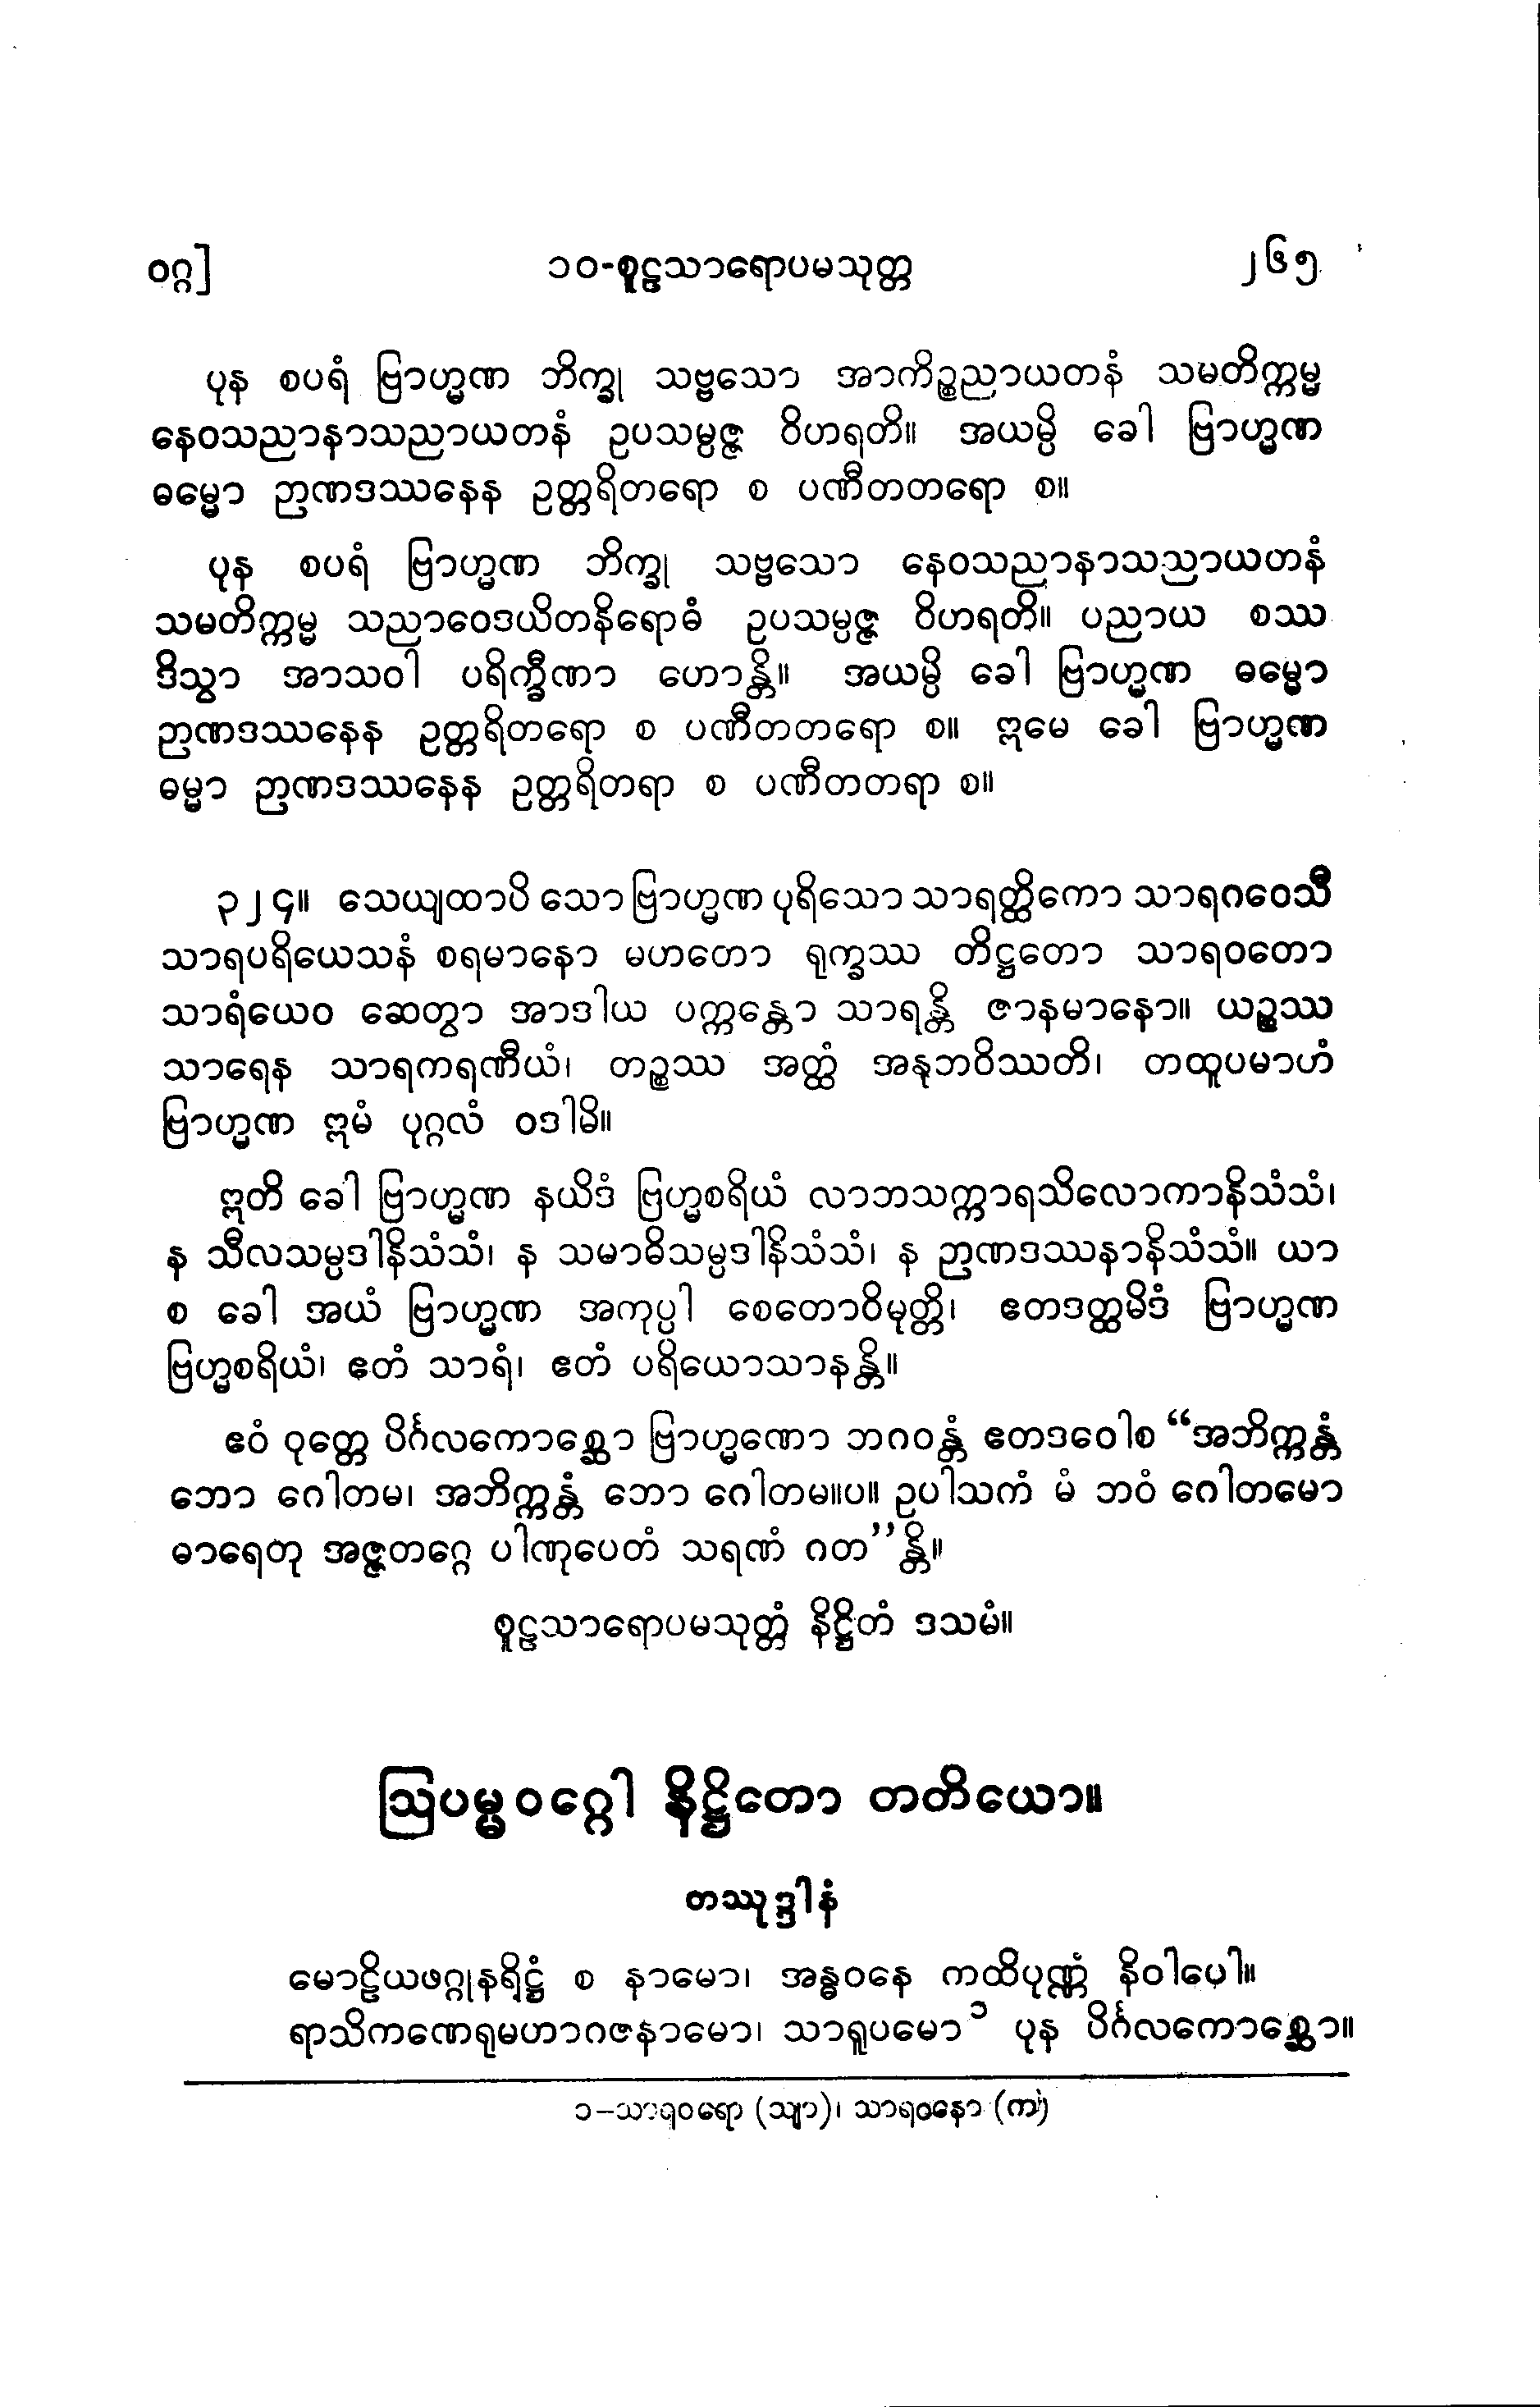 ဝဂ္ဂ]
၁၀-စူဠသာရောပမသုတ္တ
၂၆၅
ပုန စပရံ ဗြာဟ္မဏ ဘိက္ခု သဗ္ဗသော အာကိဉ္စညာယတနံ သမတိက္ကမ္မ
နေဝသညာနာသညာယတနံ ဥပသမ္ပဇ္ဇ ဝိဟရတိ။ အယမ္ပိ ခေါ ဗြာဟ္မဏ
ဓမ္မော ဉာဏဒဿနေန ဥတ္တရိတရော စ ပဏီတတရော စ။
ပုန စပရံ ဗြာဟ္မဏ ဘိက္ခု သဗ္ဗသော နေဝသညာနာသညာယတနံ
သမတိက္ကမ္မ သညာဝေဒယိတနိရောဓံ ဥပသမ္ပဇ္ဇ ဝိဟရတိ။ ပညာယ စဿ
ဒိသွာ အာသဝါ ပရိက္ခီဏာ ဟောန္တိ။ အယမ္ပိ ခေါ ဗြာဟ္မဏ ဓမ္မော
ဉာဏဒဿနေန ဥတ္တရိတရော စ ပဏီတတရော စ။ ဣမေ ခေါ ဗြာဟ္မဏ
ဓမ္မာ ဉာဏဒဿနေန ဥတ္တရိတရာ စ ပဏီတတရာ စ။
၃၂၄။ သေယျထာပိ သော ဗြာဟ္မဏ ပုရိသော သာရတ္ထိကော သာရဂဝေသီ
သာရပရိယေသနံ စရမာနော မဟတော ရုက္ခဿ တိဋ္ဌတော သာရဝတော
သာရံယေဝ ဆေတွာ အာဒါယ ပက္ကန္တော သာရန္တိ ဇာနမာနော။ ယဉ္စဿ
သာရေန သာရကရဏီယံ၊ တဉ္စဿ အတ္ထံ အနုဘဝိဿတိ၊ တထူပမာဟံ
ဗြာဟ္မဏ ဣမံ ပုဂ္ဂလံ ဝဒါမိ။
ဣတိ ခေါ ဗြာဟ္မဏ နယိဒံ ဗြဟ္မစရိယံ လာဘသက္ကာရသိလောကာနိသံသံ၊
န သီလသမ္ပဒါနိသံသံ၊ န သမာဓိသမ္ပဒါနိသံသံ၊ န ဉာဏဒဿနာနိသံသံ။ ယာ
စ ခေါ အယံ ဗြာဟ္မဏ အကုပ္ပါ စေတောဝိမုတ္တိ၊ ဧတဒတ္ထမိဒံ ဗြာဟ္မဏ
ဗြဟ္မစရိယံ၊ ဧတံ သာရံ၊ ဧတံ ပရိယောသာနန္တိ။
ဧဝံ ဝုတ္တေ ပိင်္ဂလကောစ္ဆော ဗြာဟ္မဏော ဘဂဝန္တံ ဧတဒဝေါစ “အဘိက္ကန္တံ
ဘော ဂေါတမ၊ အဘိက္ကန္တံ ဘော ဂေါတမ။ပ။ ဥပါသကံ မံ ဘဝံ ဂေါတမော
ဓာရေတု အဇ္ဇတဂ္ဂေ ပါဏုပေတံ သရဏံ ဂတ”န္တိ။
စူဠသာရောပမသုတ္တံ နိဋ္ဌိတံ ဒသမံ။
ဩပမ္မဝဂ္ဂေါ နိဋ္ဌိတော တတိယော။
တဿုဒ္ဒါနံ
မောဠိယဖဂ္ဂုနရိဋ္ဌံ စ နာမော၊ အန္ဓဝနေ ကထိပုဏ္ဏံ နိဝါပေါ။
ရာသိကဏေရုမဟာဂဇနာမော၊ သာရူပမော ၁ ပုန ပိင်္ဂလကောစ္ဆော။
၁-သာရဝရော (သျာ)၊ သာရဝနော (က)